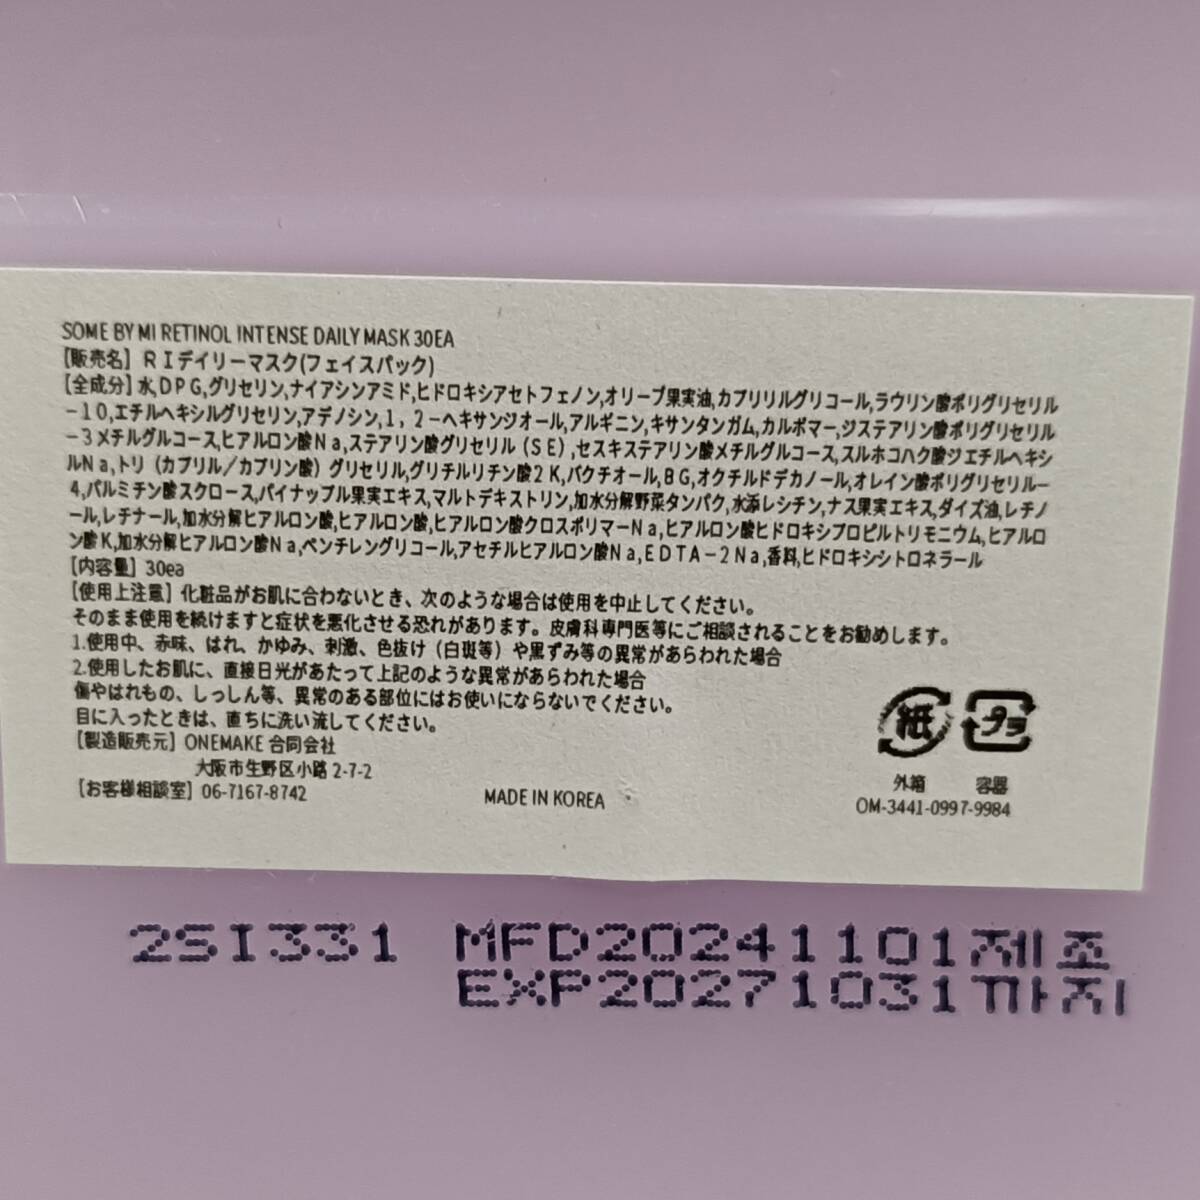 SOME BY MI RETINOL INTENSE DAILY MASK 30EA
【販売名】ＲＩデイリーマスク(フェイスパック)
【全成分】水,ＤＰＧ,グリセリン,ナイアシンアミド,ヒドロキシアセトフェノン,オリーブ果実油,カプリリルグリコール,ラウリン酸ポリグリセリル
－１０,エチルヘキシルグリセリン,アデノシン,１，２－ヘキサンジオール,アルギニン,キサンタンガム,カルボマー,ジステアリン酸ポリグリセリル
－３メチルグルコース,ヒアルロン酸Ｎａ,ステアリン酸グリセリル（ＳＥ）,セスキステアリン酸メチルグルコース,スルホコハク酸ジエチルヘキシ
ルＮａ,トリ（カプリル／カプリン酸）グリセリル,グリチルリチン酸２Ｋ,バクチオール,ＢＧ,オクチルドデカノール,オレイン酸ポリグリセリル－
４,パルミチン酸スクロース,パイナップル果実エキス,マルトデキストリン,加水分解野菜タンパク,水添レシチン,ナス果実エキス,ダイズ油,レチノ
ール,レチナール,加水分解ヒアルロン酸,ヒアルロン酸,ヒアルロン酸クロスポリマーＮａ,ヒアルロン酸ヒドロキシプロピルトリモニウム,ヒアルロ
ン酸Ｋ,加水分解ヒアルロン酸Ｎａ,ペンチレングリコール,アセチルヒアルロン酸Ｎａ,ＥＤＴＡ－２Ｎａ,香料,ヒドロキシシトロネラール
【内容量】30ea
【使用上注意】化粧品がお肌に合わないとき、次のような場合は使用を中止してください。
そのまま使用を続けますと症状を悪化させる恐れがあります。皮膚科専門医等にご相談されることをお勧めします。
1.使用中、赤味、はれ、かゆみ、刺激、色抜け（白斑等）や黒ずみ等の異常があらわれた場合
2.使用したお肌に、直接日光があたって上記のような異常があらわれた場合
傷やはれもの、しっしん等、異常のある部位にはお使いにならないでください。
目に入ったときは、直ちに洗い流してください。
【製造販売元】ONEMAKE 合同会社
大阪市生野区小路 2-7-2
【お客様相談室】06-7167-8742
MADE IN KOREA
紙 プラ
外箱 容器
OM-3441-0997-9984
2SI331 MFD20241101제조
EXP20271031까지